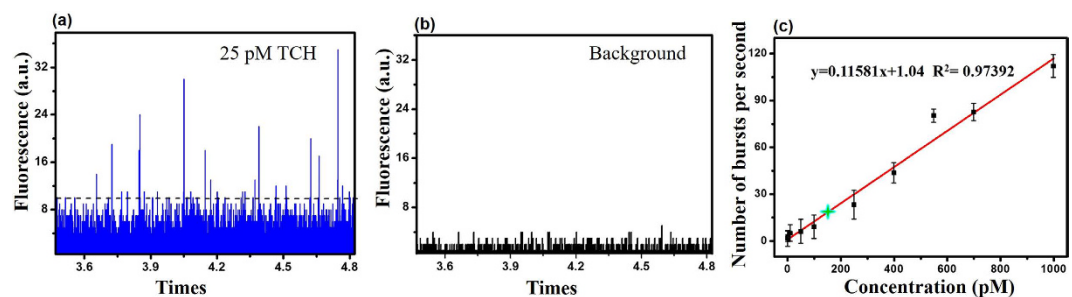 (a)
25 pM TCH
Fluorescence (a.u.)
32
24
16
8
3.6 3.9 4.2 4.5 4.8
Times
(b)
Background
Fluorescence (a.u.)
32
24
16
8
3.6 3.9 4.2 4.5 4.8
Times
(c)
y=0.11581x+1.04 R²= 0.97392
Number of bursts per second
120
90
60
30
0
0 200 400 600 800 1000
Concentration (pM)